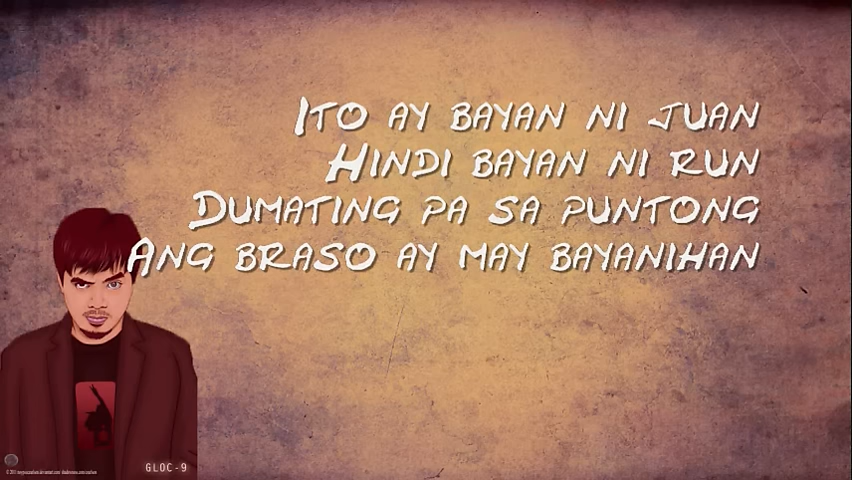 Ito ay bayan ni Juan
Hindi bayan ni run
Dumating pa sa puntong
Ang braso ay may bayanihan
GLOC-9